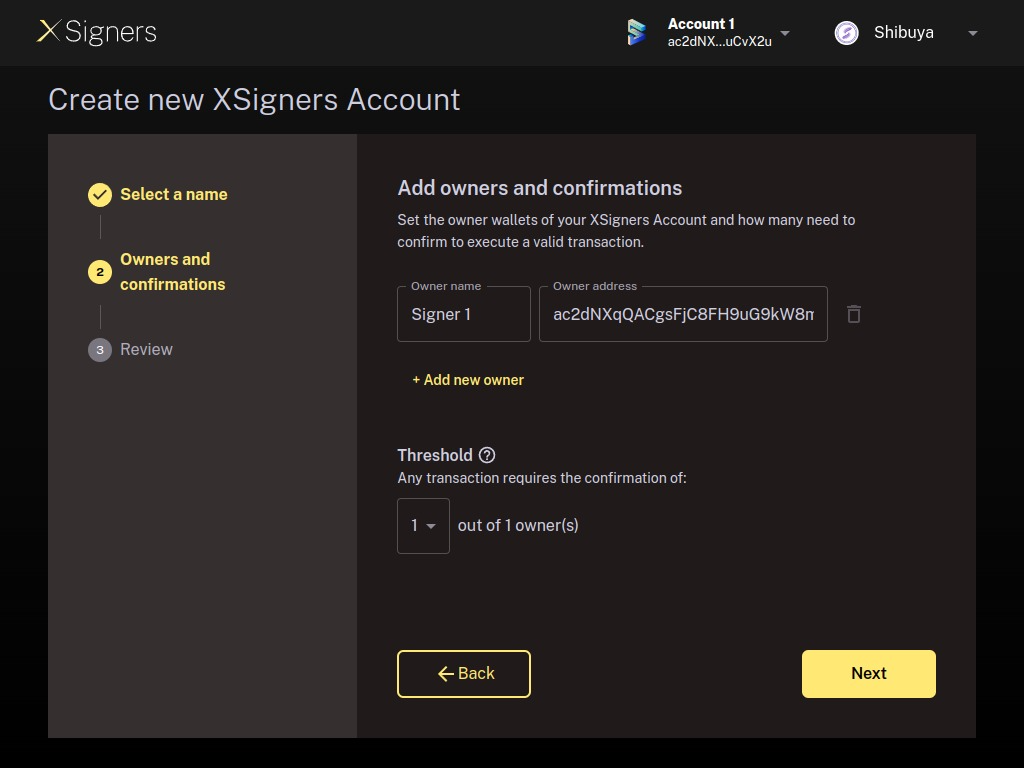 XSigners
Account 1
ac2dNX...uCvX2u
Shibuya
Create new XSigners Account
Select a name
2
Owners and
confirmations
3
Review
Add owners and confirmations
Set the owner wallets of your XSigners Account and how many need to
confirm to execute a valid transaction.
Owner name
Signer 1
Owner address
ac2dNXqQACgsFjC8FH9uG9kW8m
+ Add new owner
Threshold ?
Any transaction requires the confirmation of:
1 out of 1 owner(s)
Back
Next